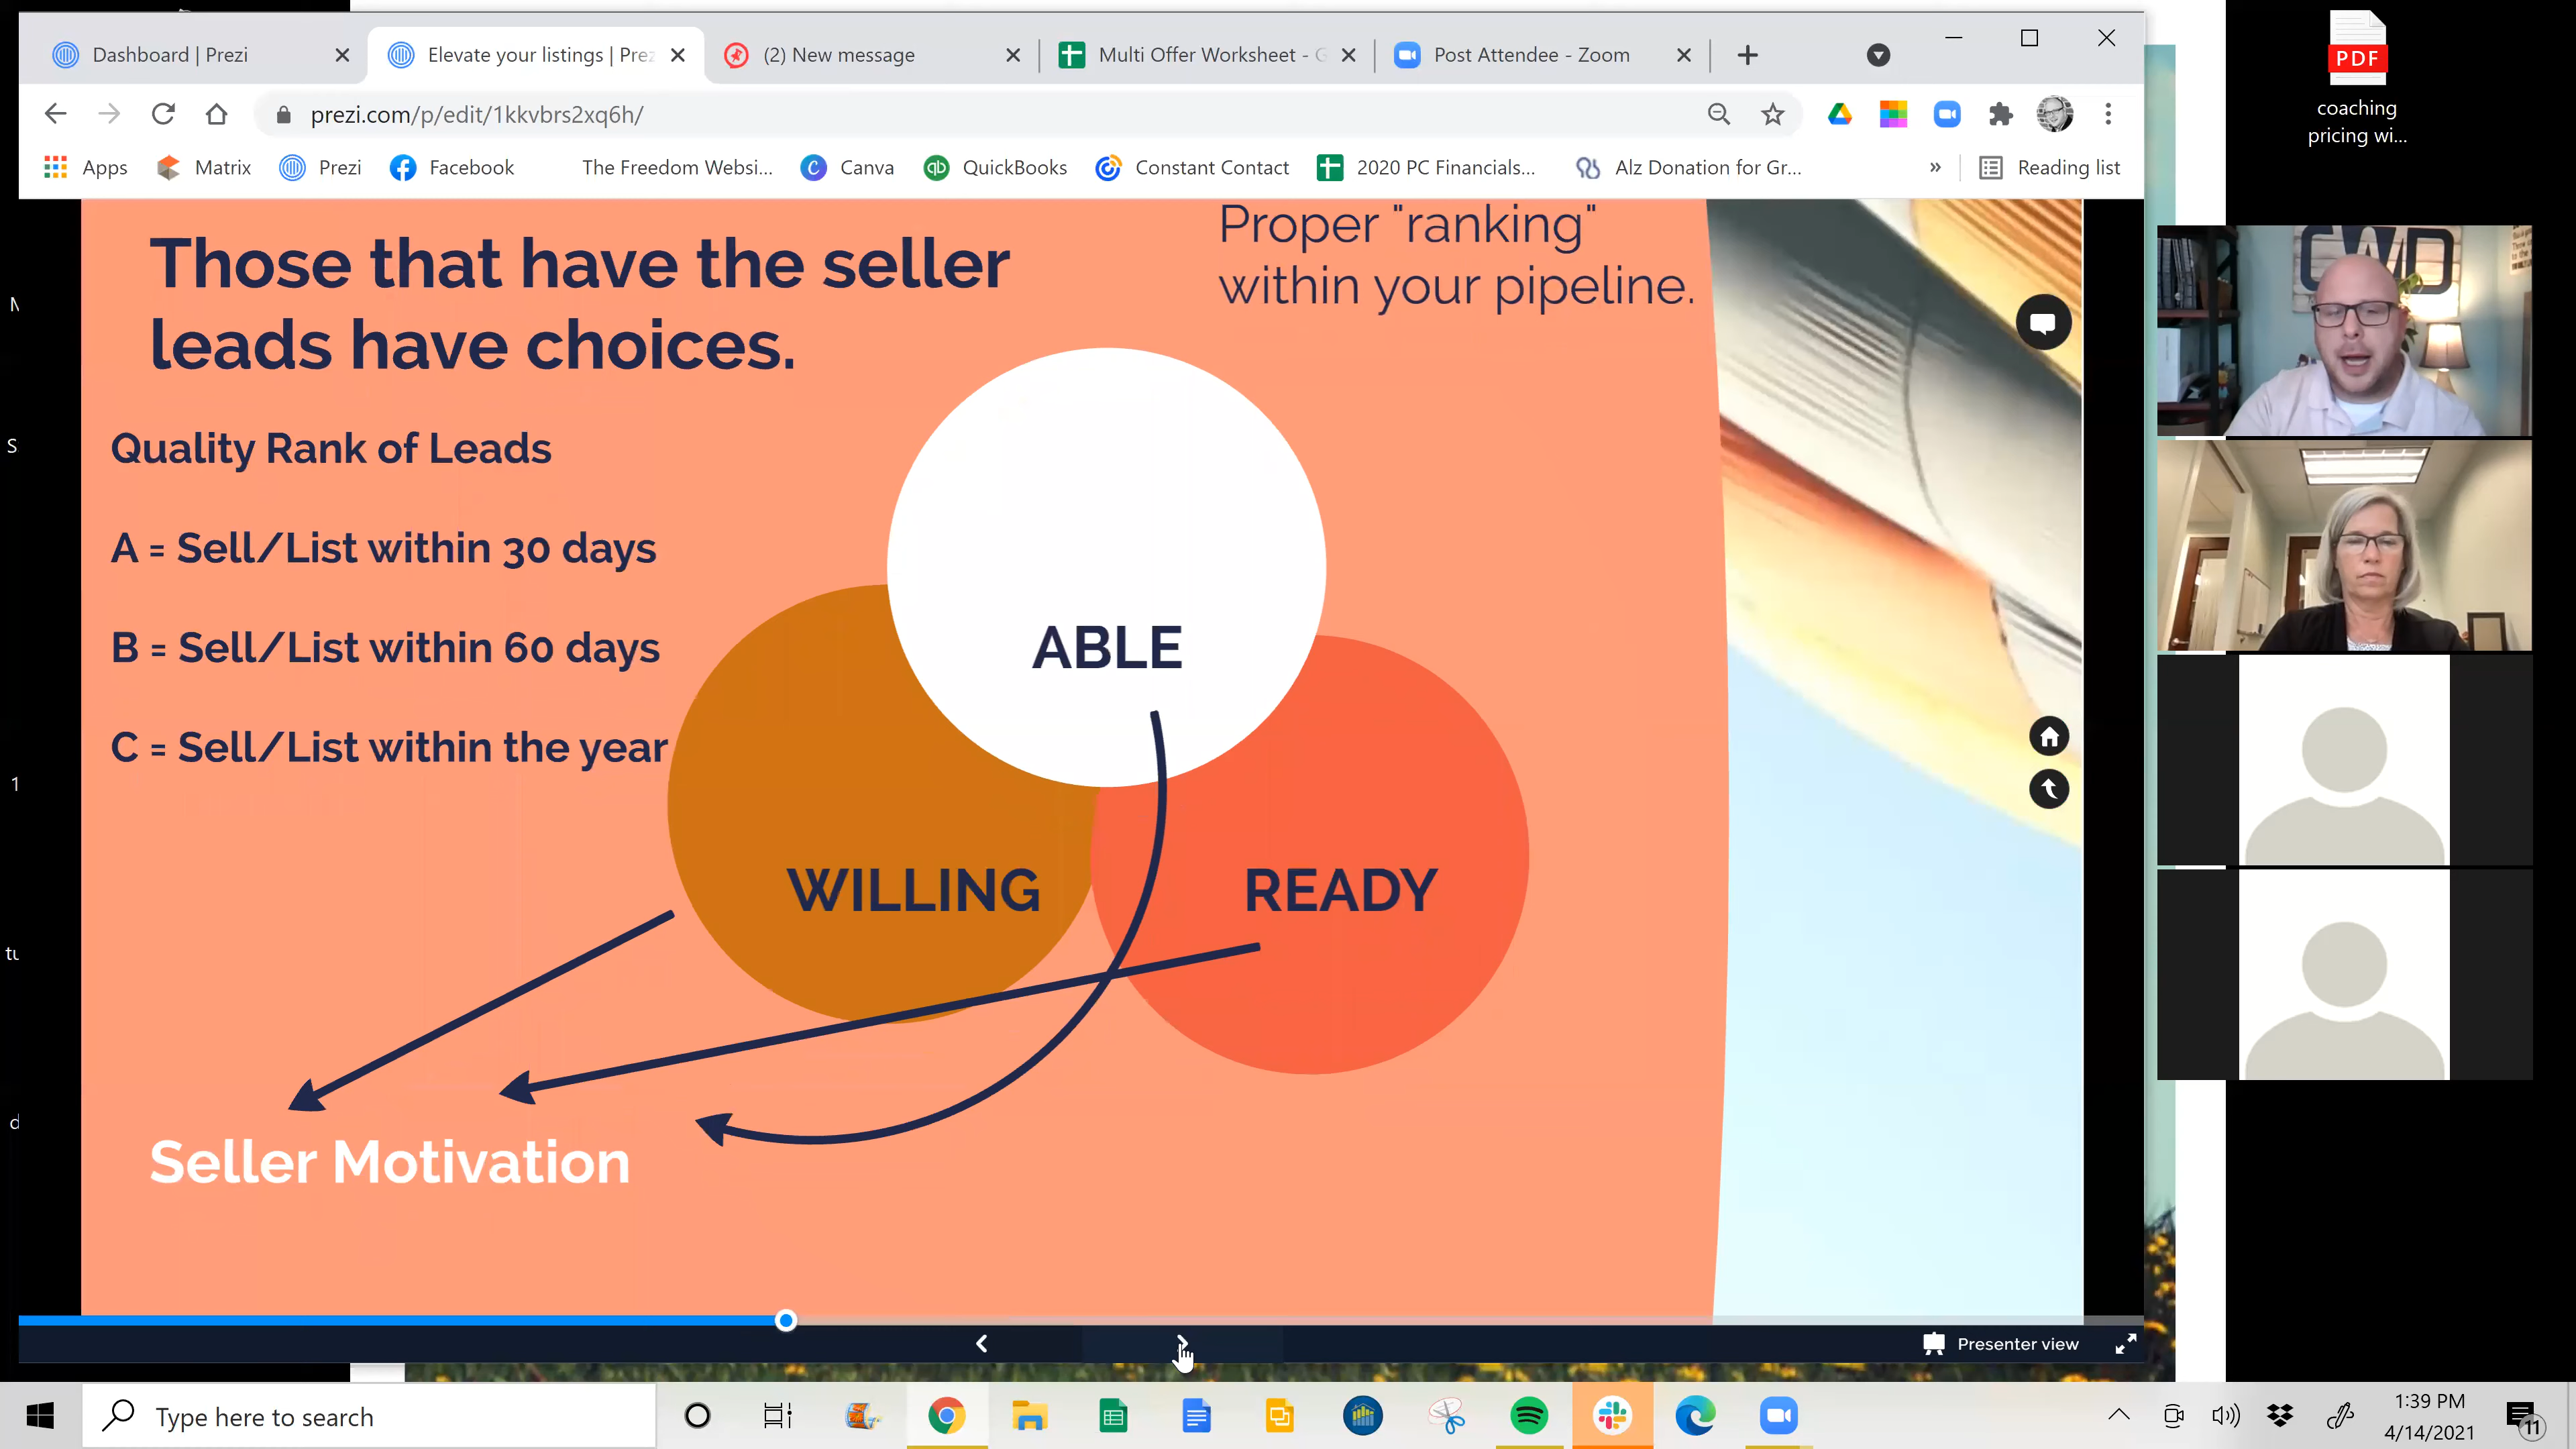 Dashboard | Prezi
Elevate your listings | Prez
(2) New message
Multi Offer Worksheet - G
Post Attendee - Zoom
prezi.com/p/edit/1kkvbrs2xq6h/
Apps
Matrix
Prezi
Facebook
The Freedom Websi...
Canva
QuickBooks
Constant Contact
2020 PC Financials...
Alz Donation for Gr...
»
Reading list
PDF
coaching
pricing wi...
Those that have the seller
leads have choices.
Proper "ranking"
within your pipeline.
Quality Rank of Leads
A = Sell/List within 30 days
B = Sell/List within 60 days
C = Sell/List within the year
ABLE
WILLING
READY
Seller Motivation
CWD
Presenter view
Type here to search
1:39 PM
4/14/2021
11